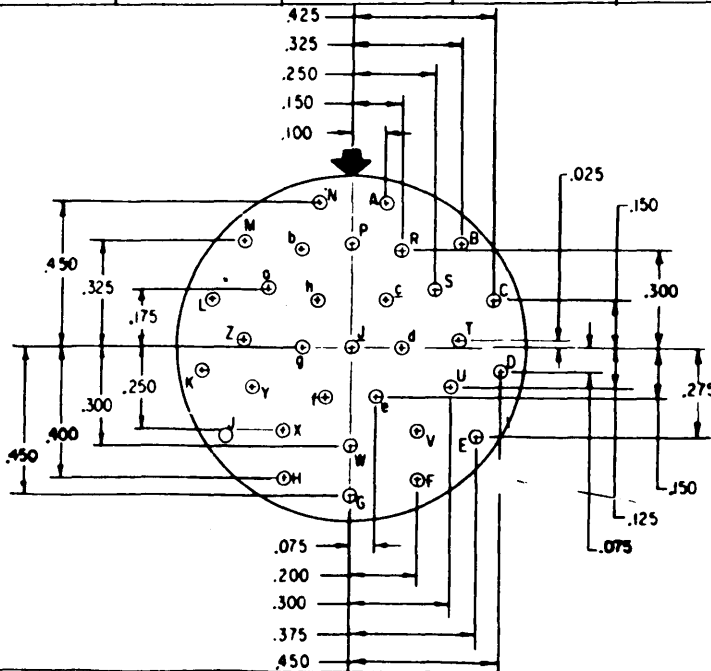 .425
.325
.250
.150
.100
.025
.150
N A
M b P R B
.450 .325 .300
a S C
L h c
.175
Z g J d T
K D
.250 .300 .400 .450
Y f e U
.275
J X W V E
H G F
.150
.125
.075
.075
.200
.300
.375
.450